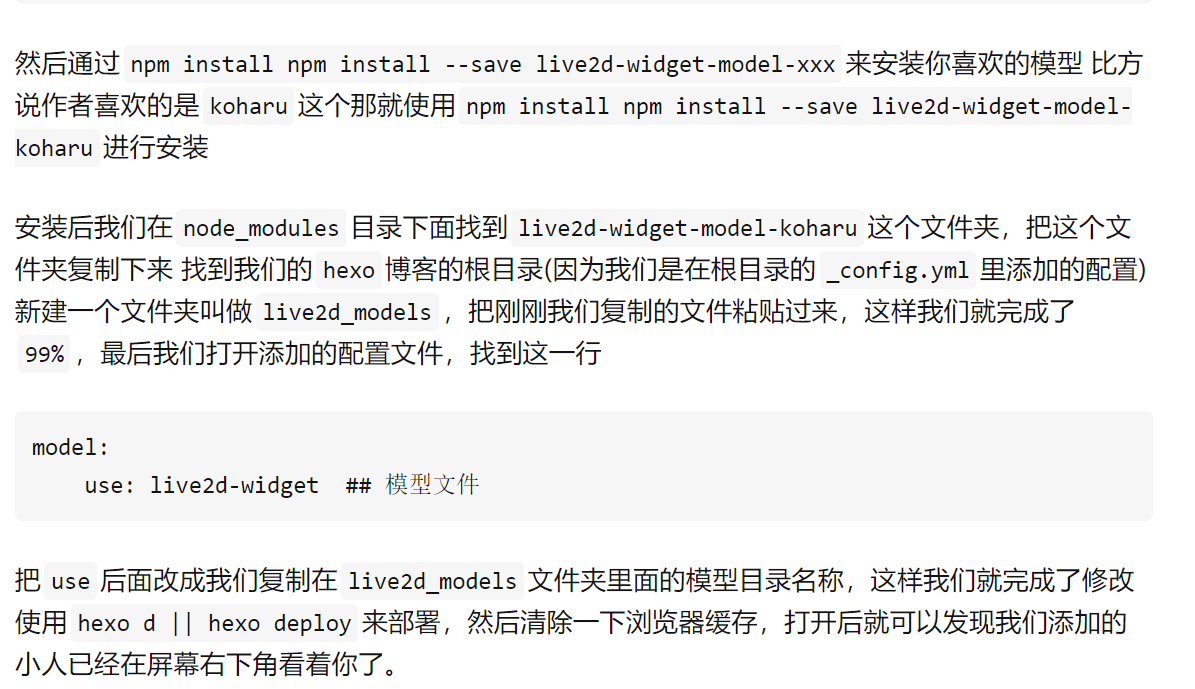 然后通过 npm install npm install --save live2d-widget-model-xxx 来安装你喜欢的模型 比方
说作者喜欢的是 koharu 这个那就使用 npm install npm install --save live2d-widget-model-
koharu 进行安装
安装后我们在 node_modules 目录下面找到 live2d-widget-model-koharu 这个文件夹，把这个文
件夹复制下来 找到我们的 hexo 博客的根目录(因为我们是在根目录的 _config.yml 里添加的配置)
新建一个文件夹叫做 live2d_models ，把刚刚我们复制的文件粘贴过来，这样我们就完成了
99% ，最后我们打开添加的配置文件，找到这一行
model:
    use: live2d-widget  ## 模型文件
把 use 后面改成我们复制在 live2d_models 文件夹里面的模型目录名称，这样我们就完成了修改
使用 hexo d || hexo deploy 来部署，然后清除一下浏览器缓存，打开后就可以发现我们添加的
小人已经在屏幕右下角看着你了。